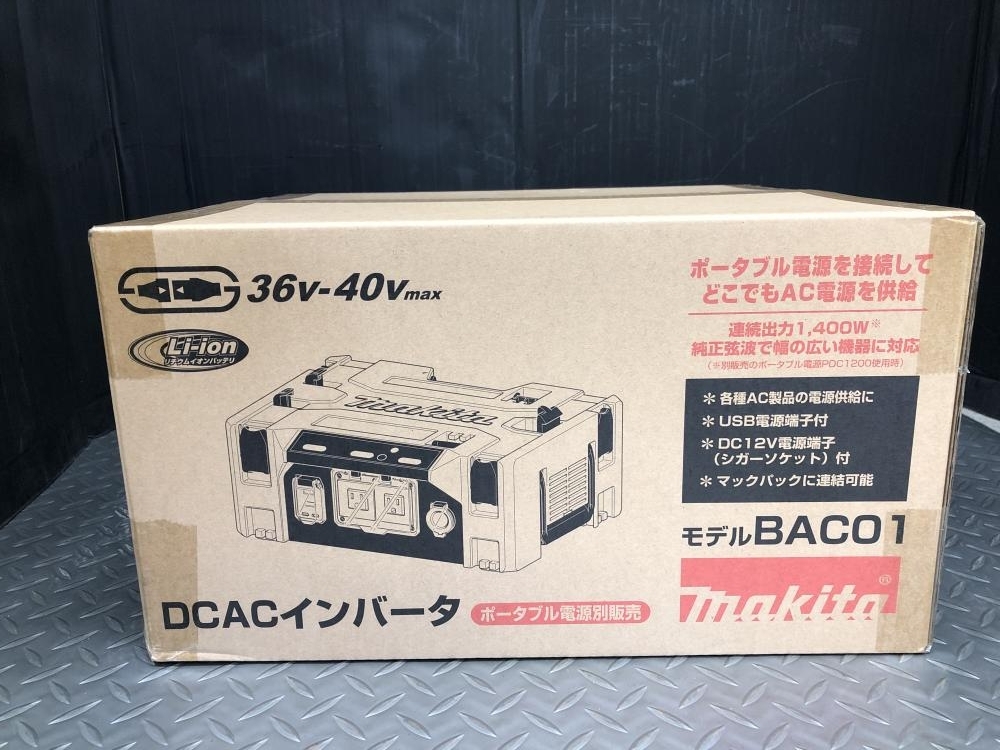 36V-40Vmax
Li-ion
リチウムイオンバッテリ
ポータブル電源を接続して
どこでもAC電源を供給
連続出力1,400W※
純正弦波で幅の広い機器に対応
(※別販売のポータブル電源PDC1200使用時)
＊各種AC製品の電源供給に
＊USB電源端子付
＊DC12V電源端子
(シガーソケット)付
＊マックパックに連結可能
Makita
モデルBAC01
DCACインバータ
ポータブル電源別販売
makita®